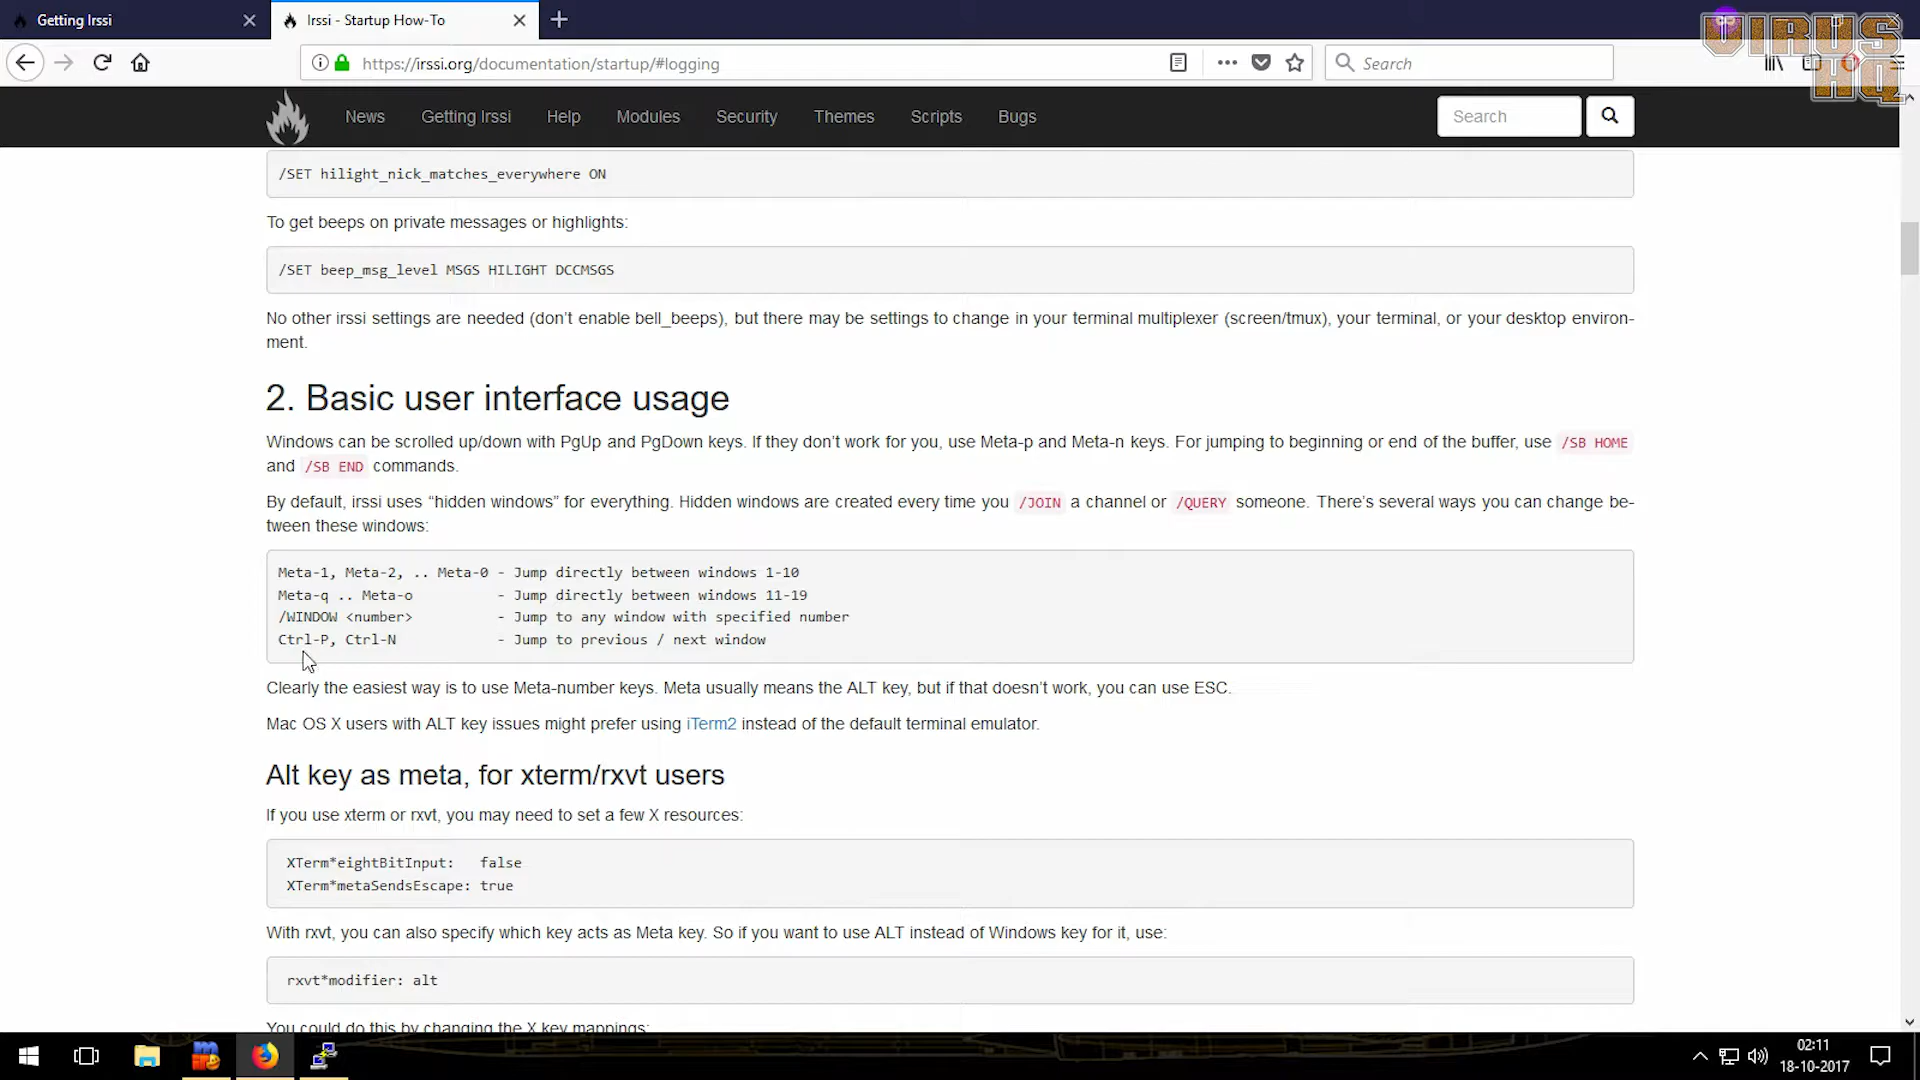 Getting Irssi
Irssi - Startup How-To
https://irssi.org/documentation/startup/#logging
Search
VIRUS
HQ
News
Getting Irssi
Help
Modules
Security
Themes
Scripts
Bugs
Search
/SET hilight_nick_matches_everywhere ON
To get beeps on private messages or highlights:
/SET beep_msg_level MSGS HILIGHT DCCMSGS
No other irssi settings are needed (don’t enable bell_beeps), but there may be settings to change in your terminal multiplexer (screen/tmux), your terminal, or your desktop environ-
ment.
2. Basic user interface usage
Windows can be scrolled up/down with PgUp and PgDown keys. If they don’t work for you, use Meta-p and Meta-n keys. For jumping to beginning or end of the buffer, use /SB HOME
and /SB END commands.
By default, irssi uses “hidden windows” for everything. Hidden windows are created every time you /JOIN a channel or /QUERY someone. There’s several ways you can change be-
tween these windows:
Meta-1, Meta-2, .. Meta-0 - Jump directly between windows 1-10
Meta-q .. Meta-o - Jump directly between windows 11-19
/WINDOW <number> - Jump to any window with specified number
Ctrl-P, Ctrl-N - Jump to previous / next window
Clearly the easiest way is to use Meta-number keys. Meta usually means the ALT key, but if that doesn’t work, you can use ESC.
Mac OS X users with ALT key issues might prefer using iTerm2 instead of the default terminal emulator.
Alt key as meta, for xterm/rxvt users
If you use xterm or rxvt, you may need to set a few X resources:
XTerm*eightBitInput: false
XTerm*metaSendsEscape: true
With rxvt, you can also specify which key acts as Meta key. So if you want to use ALT instead of Windows key for it, use:
rxvt*modifier: alt
You could do this by changing the X key mappings:
02:11
18-10-2017